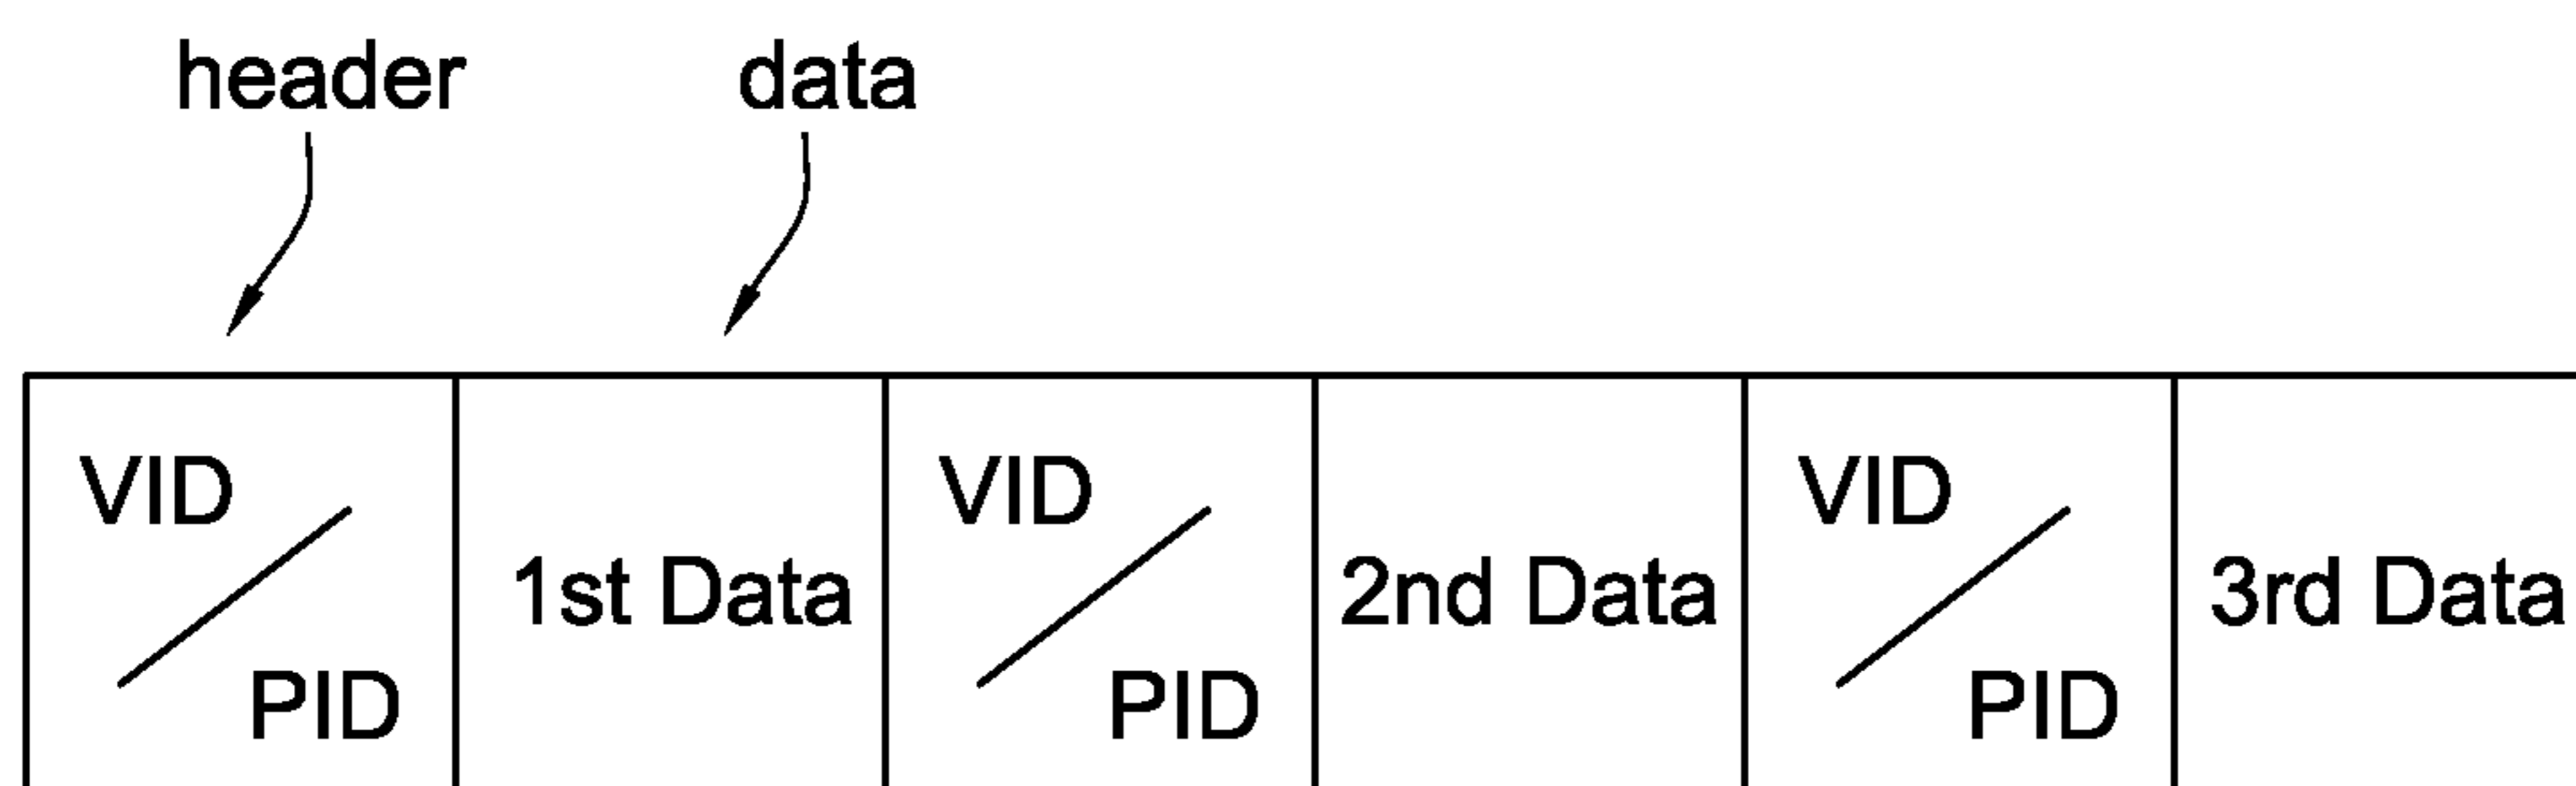 header data
VID VID VID
1st Data 2nd Data 3rd Data
PID PID PID